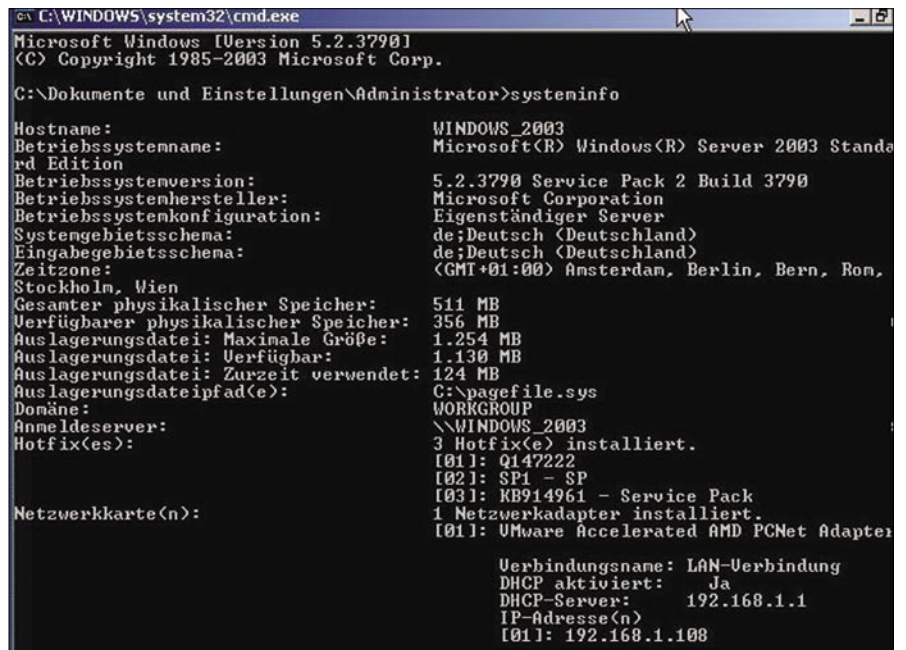 C:\WINDOWS\system32\cmd.exe
Microsoft Windows [Version 5.2.3790]
(C) Copyright 1985-2003 Microsoft Corp.
C:\Dokumente und Einstellungen\Administrator>systeminfo
Hostname: WINDOWS_2003
Betriebssystemname: Microsoft(R) Windows(R) Server 2003 Standa
rd Edition
Betriebssystemversion: 5.2.3790 Service Pack 2 Build 3790
Betriebssystemhersteller: Microsoft Corporation
Betriebssystemkonfiguration: Eigenständiger Server
Systemgebietsschema: de;Deutsch (Deutschland)
Eingabegebietsschema: de;Deutsch (Deutschland)
Zeitzone: (GMT+01:00) Amsterdam, Berlin, Bern, Rom,
Stockholm, Wien
Gesamter physikalischer Speicher: 511 MB
Verfügbarer physikalischer Speicher: 356 MB
Auslagerungsdatei: Maximale Größe: 1.254 MB
Auslagerungsdatei: Verfügbar: 1.130 MB
Auslagerungsdatei: Zurzeit verwendet: 124 MB
Auslagerungsdateipfad(e): C:\pagefile.sys
Domäne: WORKGROUP
Anmeldeserver: \\WINDOWS_2003
Hotfix(es): 3 Hotfix(e) installiert.
[01]: Q147222
[02]: SP1 - SP
[03]: KB914961 - Service Pack
Netzwerkkarte(n): 1 Netzwerkadapter installiert.
[01]: VMware Accelerated AMD PCNet Adapter
Verbindungsname: LAN-Verbindung
DHCP aktiviert: Ja
DHCP-Server: 192.168.1.1
IP-Adresse(n)
[01]: 192.168.1.108